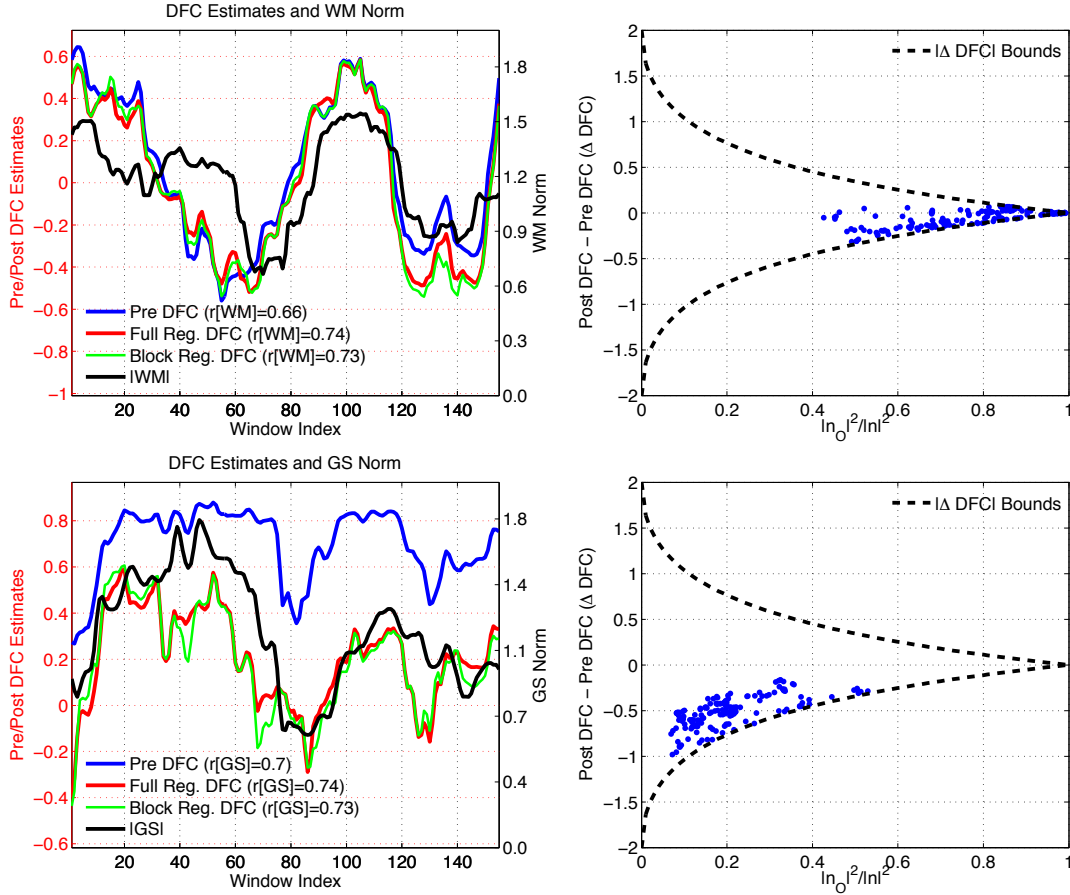 DFC Estimates and WM Norm
Pre/Post DFC Estimates
0.6
0.4
0.2
0
−0.2
−0.4
−0.6
−0.8
−1
1.8
1.5
1.2
0.9
0.6
0.3
0.0
WM Norm
Pre DFC (r[WM]=0.66)
Full Reg. DFC (r[WM]=0.74)
Block Reg. DFC (r[WM]=0.73)
|WM|
20 40 60 80 100 120 140
Window Index
|Δ DFC| Bounds
Post DFC − Pre DFC (Δ DFC)
2
1.5
1
0.5
0
−0.5
−1
−1.5
−2
0 0.2 0.4 0.6 0.8 1
|n_O|^2/|n|^2
DFC Estimates and GS Norm
Pre/Post DFC Estimates
0.8
0.6
0.4
0.2
0
−0.2
−0.4
−0.6
1.8
1.4
1.1
0.7
0.4
0.0
GS Norm
Pre DFC (r[GS]=0.7)
Full Reg. DFC (r[GS]=0.74)
Block Reg. DFC (r[GS]=0.73)
|GS|
20 40 60 80 100 120 140
Window Index
|Δ DFC| Bounds
Post DFC − Pre DFC (Δ DFC)
2
1.5
1
0.5
0
−0.5
−1
−1.5
−2
0 0.2 0.4 0.6 0.8 1
|n_O|^2/|n|^2